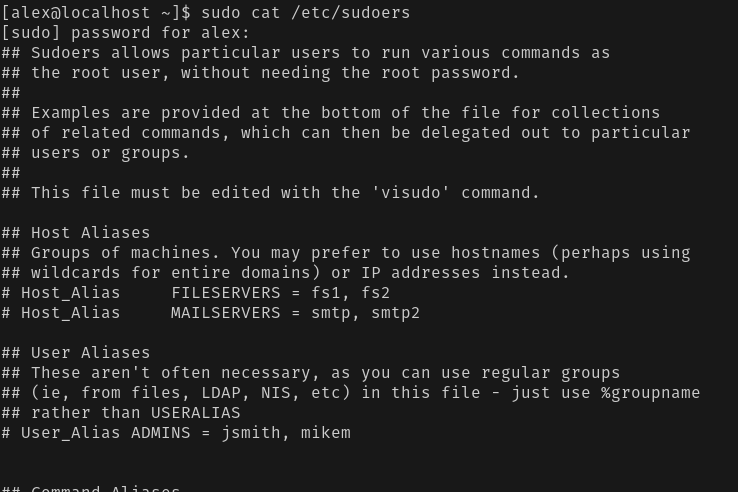 [alex@localhost ~]$ sudo cat /etc/sudoers
[sudo] password for alex:
## Sudoers allows particular users to run various commands as
## the root user, without needing the root password.
##
## Examples are provided at the bottom of the file for collections
## of related commands, which can then be delegated out to particular
## users or groups.
##
## This file must be edited with the 'visudo' command.

## Host Aliases
## Groups of machines. You may prefer to use hostnames (perhaps using
## wildcards for entire domains) or IP addresses instead.
# Host_Alias     FILESERVERS = fs1, fs2
# Host_Alias     MAILSERVERS = smtp, smtp2

## User Aliases
## These aren't often necessary, as you can use regular groups
## (ie, from files, LDAP, NIS, etc) in this file - just use %groupname
## rather than USERALIAS
# User_Alias ADMINS = jsmith, mikem

## Command Aliases